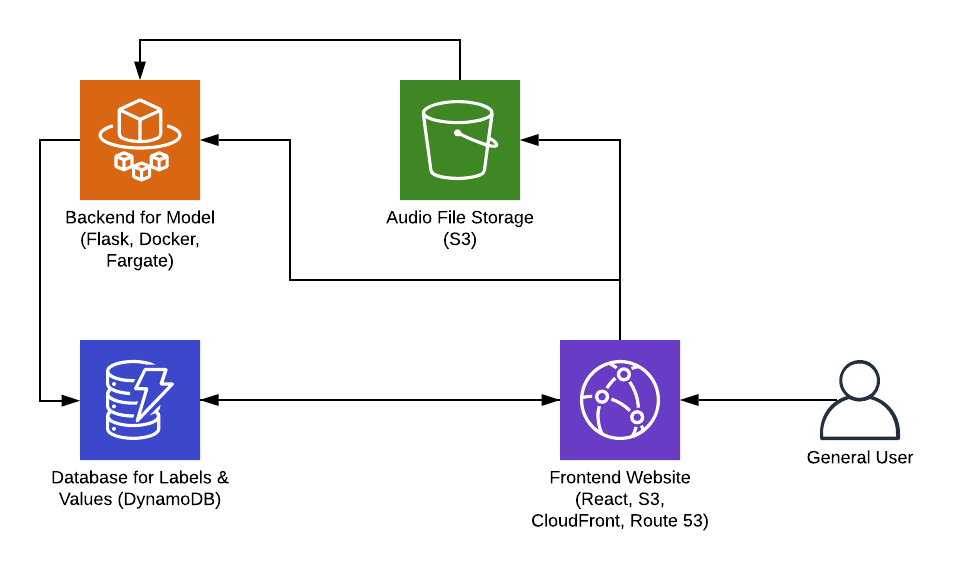 Backend for Model
(Flask, Docker,
Fargate)
Audio File Storage
(S3)
Database for Labels &
Values (DynamoDB)
Frontend Website
(React, S3,
CloudFront, Route 53)
General User